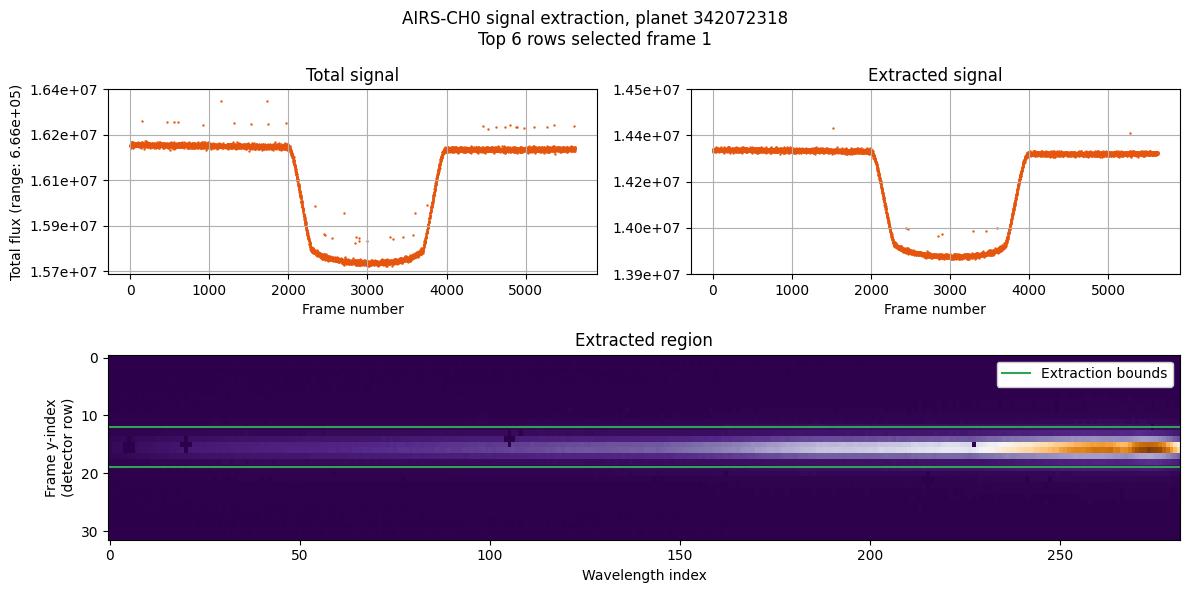 AIRS-CH0 signal extraction, planet 342072318
Top 6 rows selected frame 1
Total signal
Total flux (range: 6.66e+05)
1.64e+07
1.62e+07
1.61e+07
1.59e+07
1.57e+07
0 1000 2000 3000 4000 5000
Frame number
Extracted signal
1.45e+07
1.44e+07
1.42e+07
1.40e+07
1.39e+07
0 1000 2000 3000 4000 5000
Frame number
Extracted region
Frame y-index
(detector row)
0
10
20
30
Extraction bounds
0 50 100 150 200 250
Wavelength index